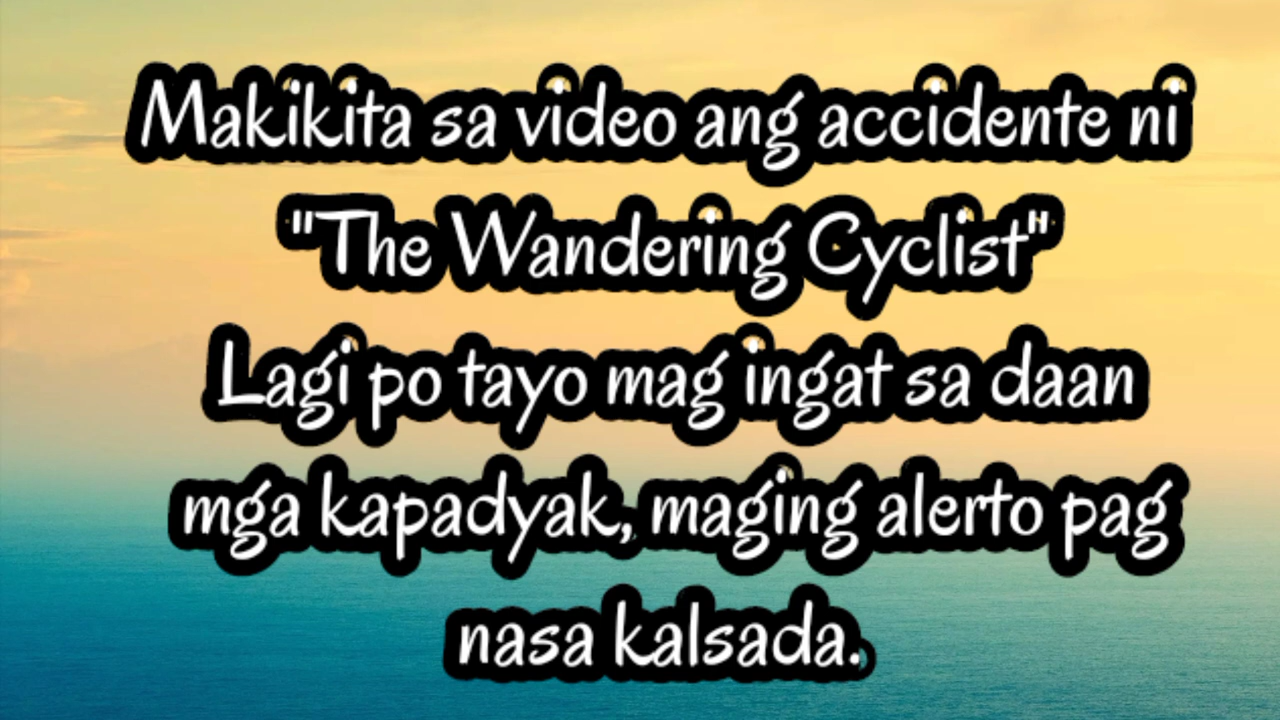 Makikita sa video ang accidente ni
"The Wandering Cyclist"
Lagi po tayo mag ingat sa daan
mga kapadyak, maging alerto pag
nasa kalsada.